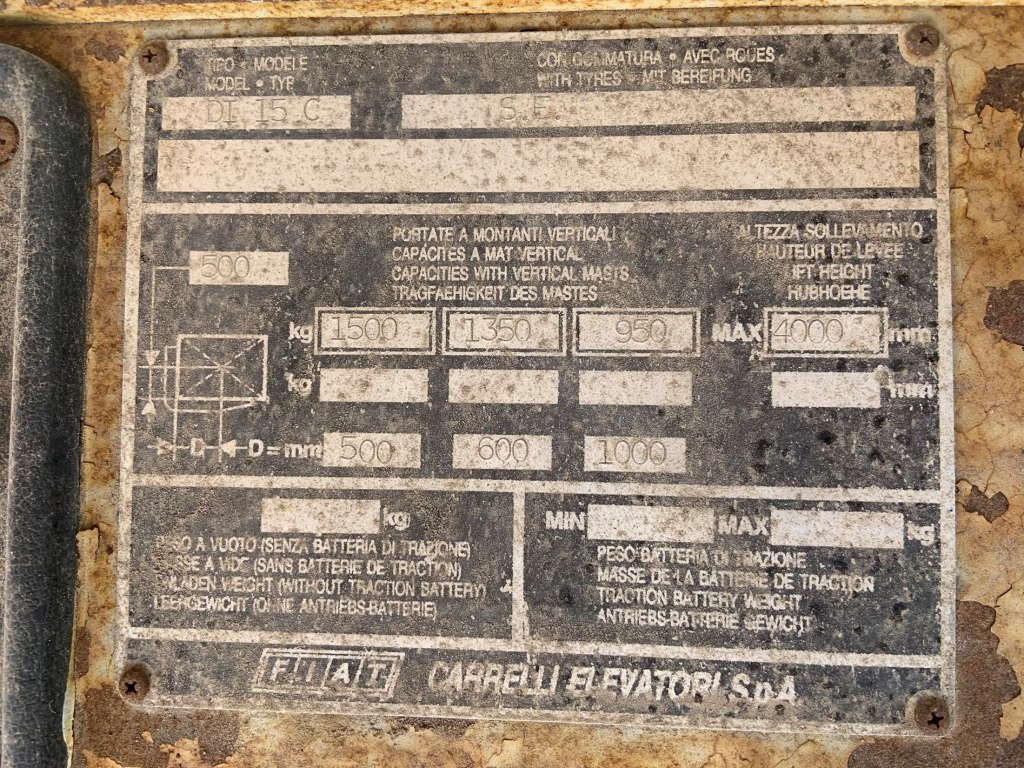 TIPO • MODELE
MODEL • TYP
CON GOMMATURA • AVEC ROUES
WITH TYRES • MIT BEREIFUNG
DI 15 C
S.E.
PORTATE A MONTANTI VERTICALI
CAPACITES A MAT VERTICAL
CAPACITIES WITH VERTICAL MASTS
TRAGFAEHIGKEIT DES MASTES
ALTEZZA SOLLEVAMENTO
HAUTEUR DE LEVEE
LIFT HEIGHT
HUBHOEHE
500
kg 1500 1350 950 MAX 4000 mm
kg mm
D D = mm 500 600 1000
kg
PESO A VUOTO (SENZA BATTERIA DI TRAZIONE)
MASSE A VIDE (SANS BATTERIE DE TRACTION)
UNLADEN WEIGHT (WITHOUT TRACTION BATTERY)
LEERGEWICHT (OHNE ANTRIEBS-BATTERIE)
MIN MAX kg
PESO BATTERIA DI TRAZIONE
MASSE DE LA BATTERIE DE TRACTION
TRACTION BATTERY WEIGHT
ANTRIEBS-BATTERIE GEWICHT
FIAT CARRELLI ELEVATORI S.p.A.